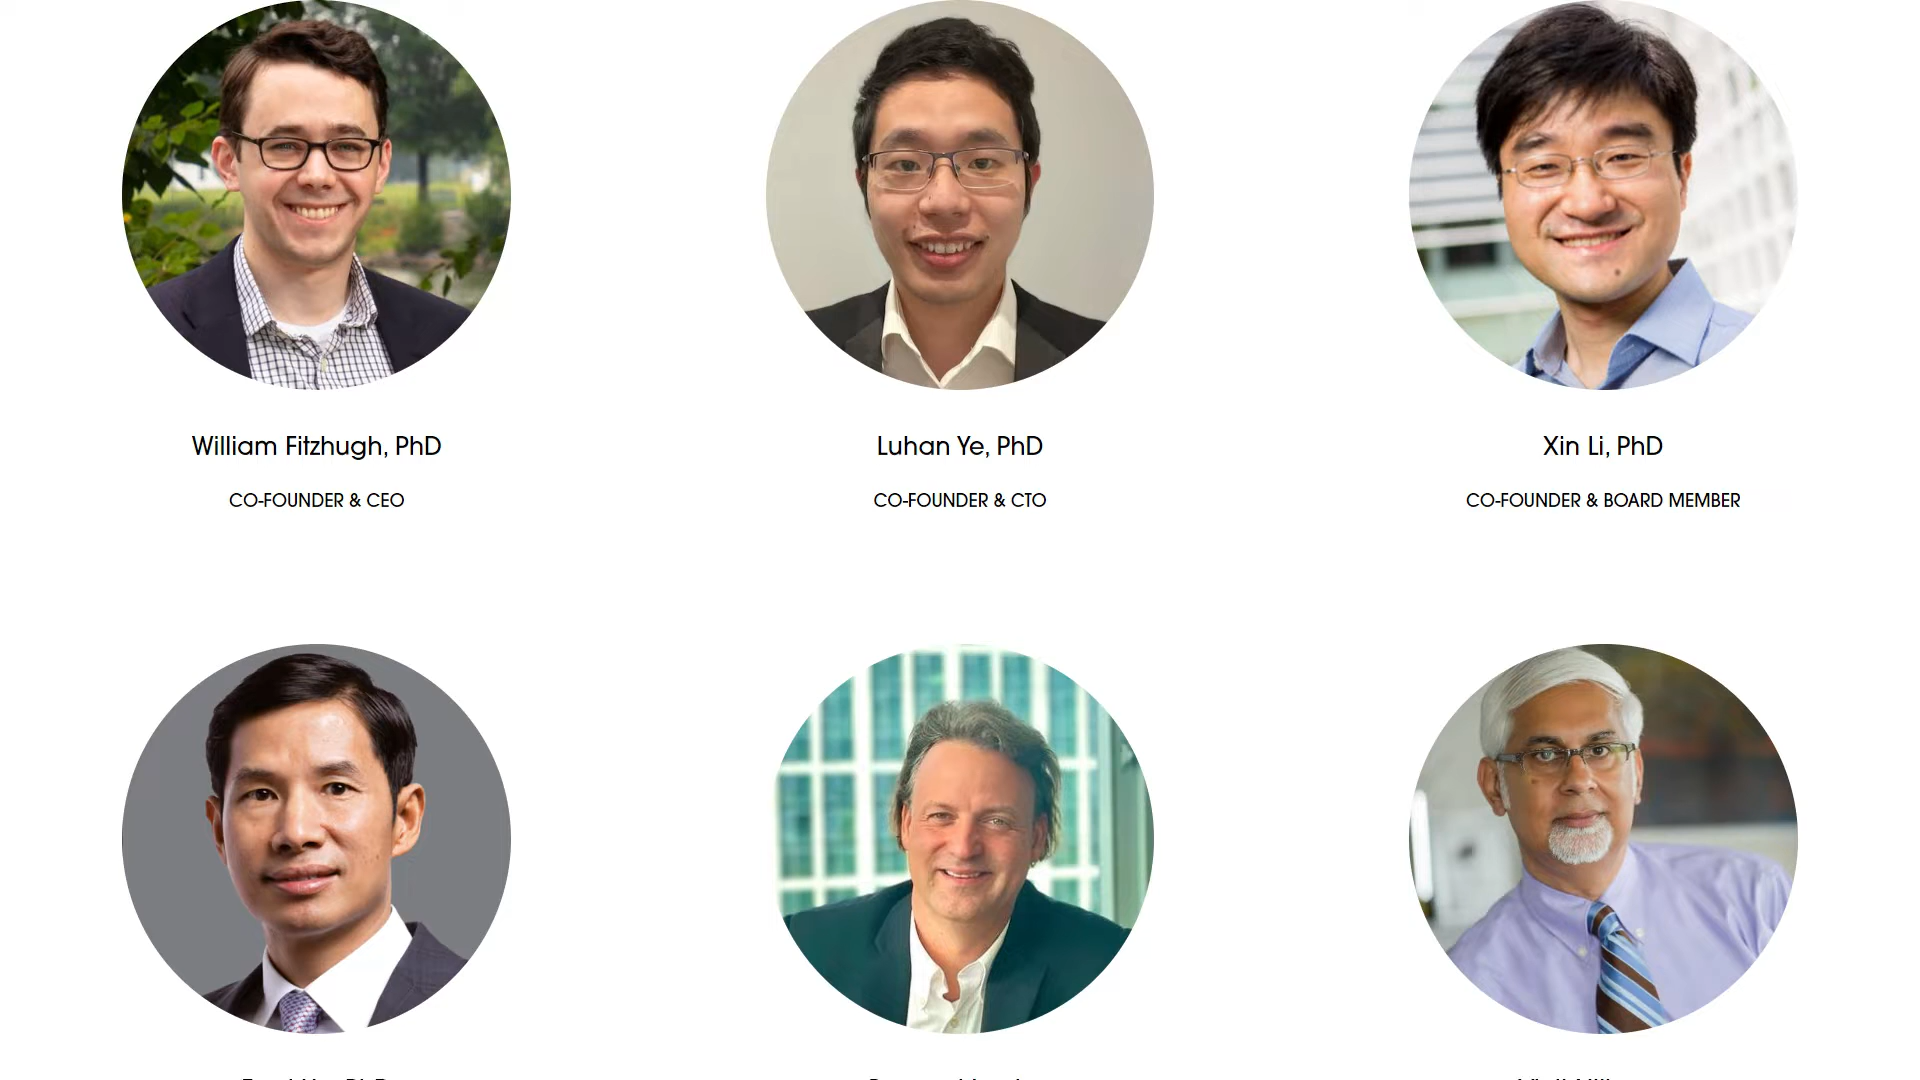 William Fitzhugh, PhD
Luhan Ye, PhD
Xin Li, PhD
CO-FOUNDER & CEO
CO-FOUNDER & CTO
CO-FOUNDER & BOARD MEMBER